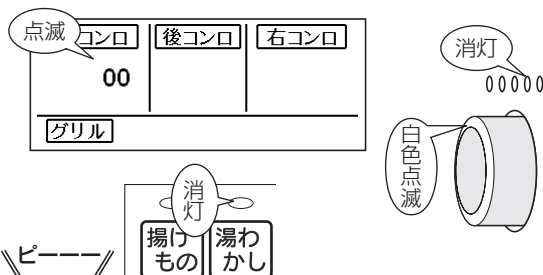 点滅
コンロ 後コンロ 右コンロ
00
グリル
消灯
白色点滅
消灯
揚げもの
湯わかし
ピーーー